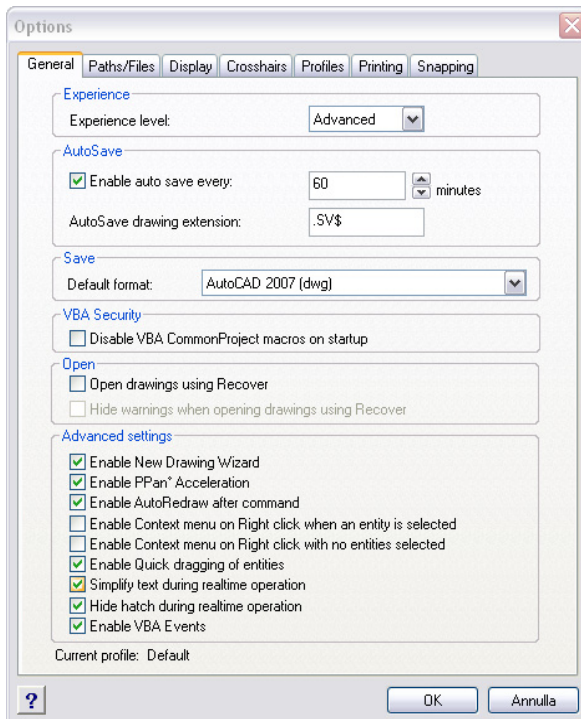 Options
General Paths/Files Display Crosshairs Profiles Printing Snapping
Experience
Experience level: Advanced
AutoSave
Enable auto save every: 60 minutes
AutoSave drawing extension: .SV$
Save
Default format: AutoCAD 2007 (dwg)
VBA Security
Disable VBA CommonProject macros on startup
Open
Open drawings using Recover
Hide warnings when opening drawings using Recover
Advanced settings
Enable New Drawing Wizard
Enable PPan* Acceleration
Enable AutoRedraw after command
Enable Context menu on Right click when an entity is selected
Enable Context menu on Right click with no entities selected
Enable Quick dragging of entities
Simplify text during realtime operation
Hide hatch during realtime operation
Enable VBA Events
Current profile: Default
? OK Annulla